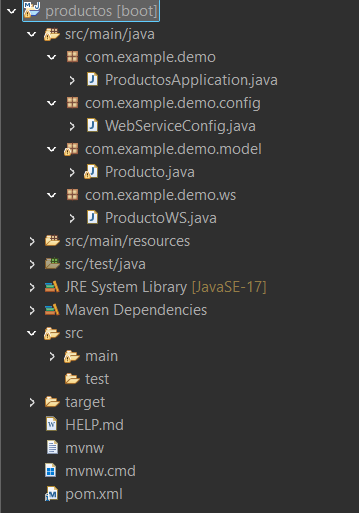 productos [boot]
src/main/java
com.example.demo
ProductosApplication.java
com.example.demo.config
WebServiceConfig.java
com.example.demo.model
Producto.java
com.example.demo.ws
ProductoWS.java
src/main/resources
src/test/java
JRE System Library [JavaSE-17]
Maven Dependencies
src
main
test
target
HELP.md
mvnw
mvnw.cmd
pom.xml